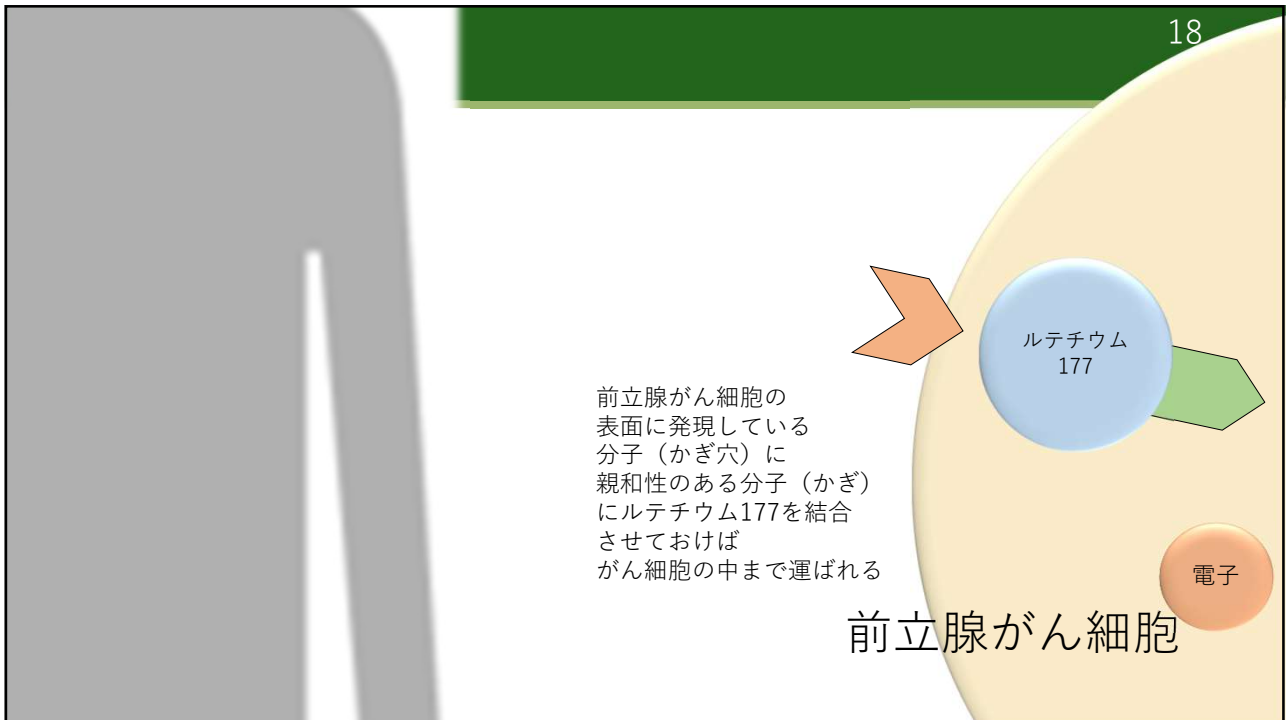 18
ルテチウム
177
前立腺がん細胞の
表面に発現している
分子（かぎ穴）に
親和性のある分子（かぎ）
にルテチウム177を結合
させておけば
がん細胞の中まで運ばれる
電子
前立腺がん細胞